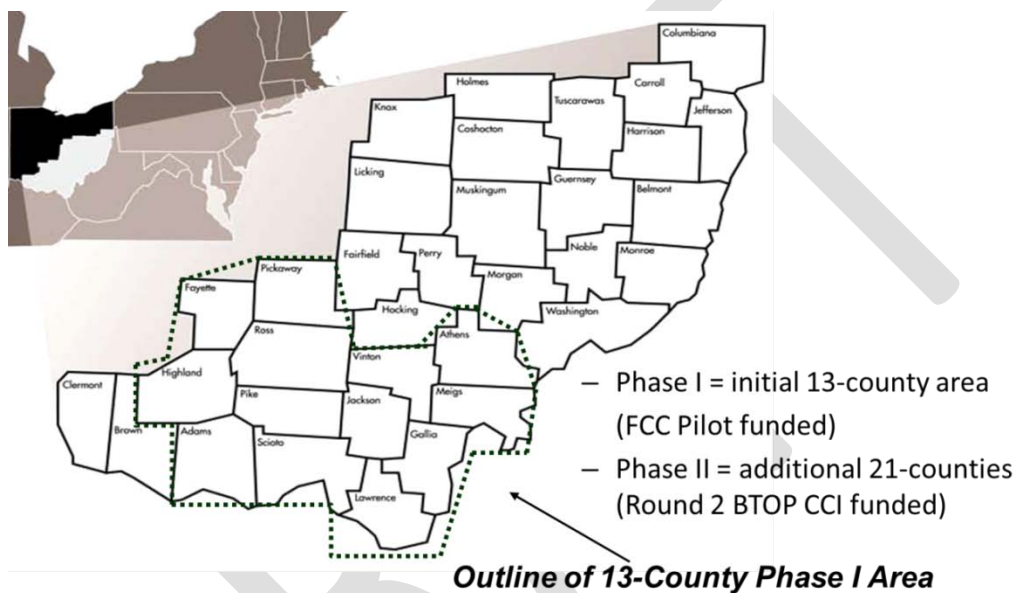 Columbiana
Holmes
Carroll
Tuscarawas
Knox
Jefferson
Coshocton
Harrison
Licking
Guernsey
Muskingum
Belmont
Fairfield
Perry
Noble
Monroe
Pickaway
Morgan
Fayette
Hocking
Washington
Ross
Athens
Vinton
Highland
Clermont
Pike
Jackson
Meigs
Brown
Adams
Scioto
Gallia
Lawrence
– Phase I = initial 13-county area
(FCC Pilot funded)
– Phase II = additional 21-counties
(Round 2 BTOP CCI funded)
Outline of 13-County Phase I Area